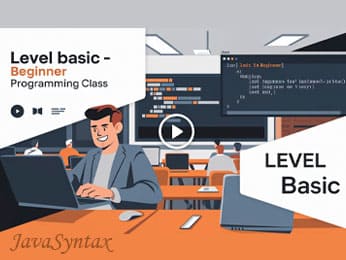 Level basic -
Beginner
Programming Class
LEVEL
Basic
JavaSyntax